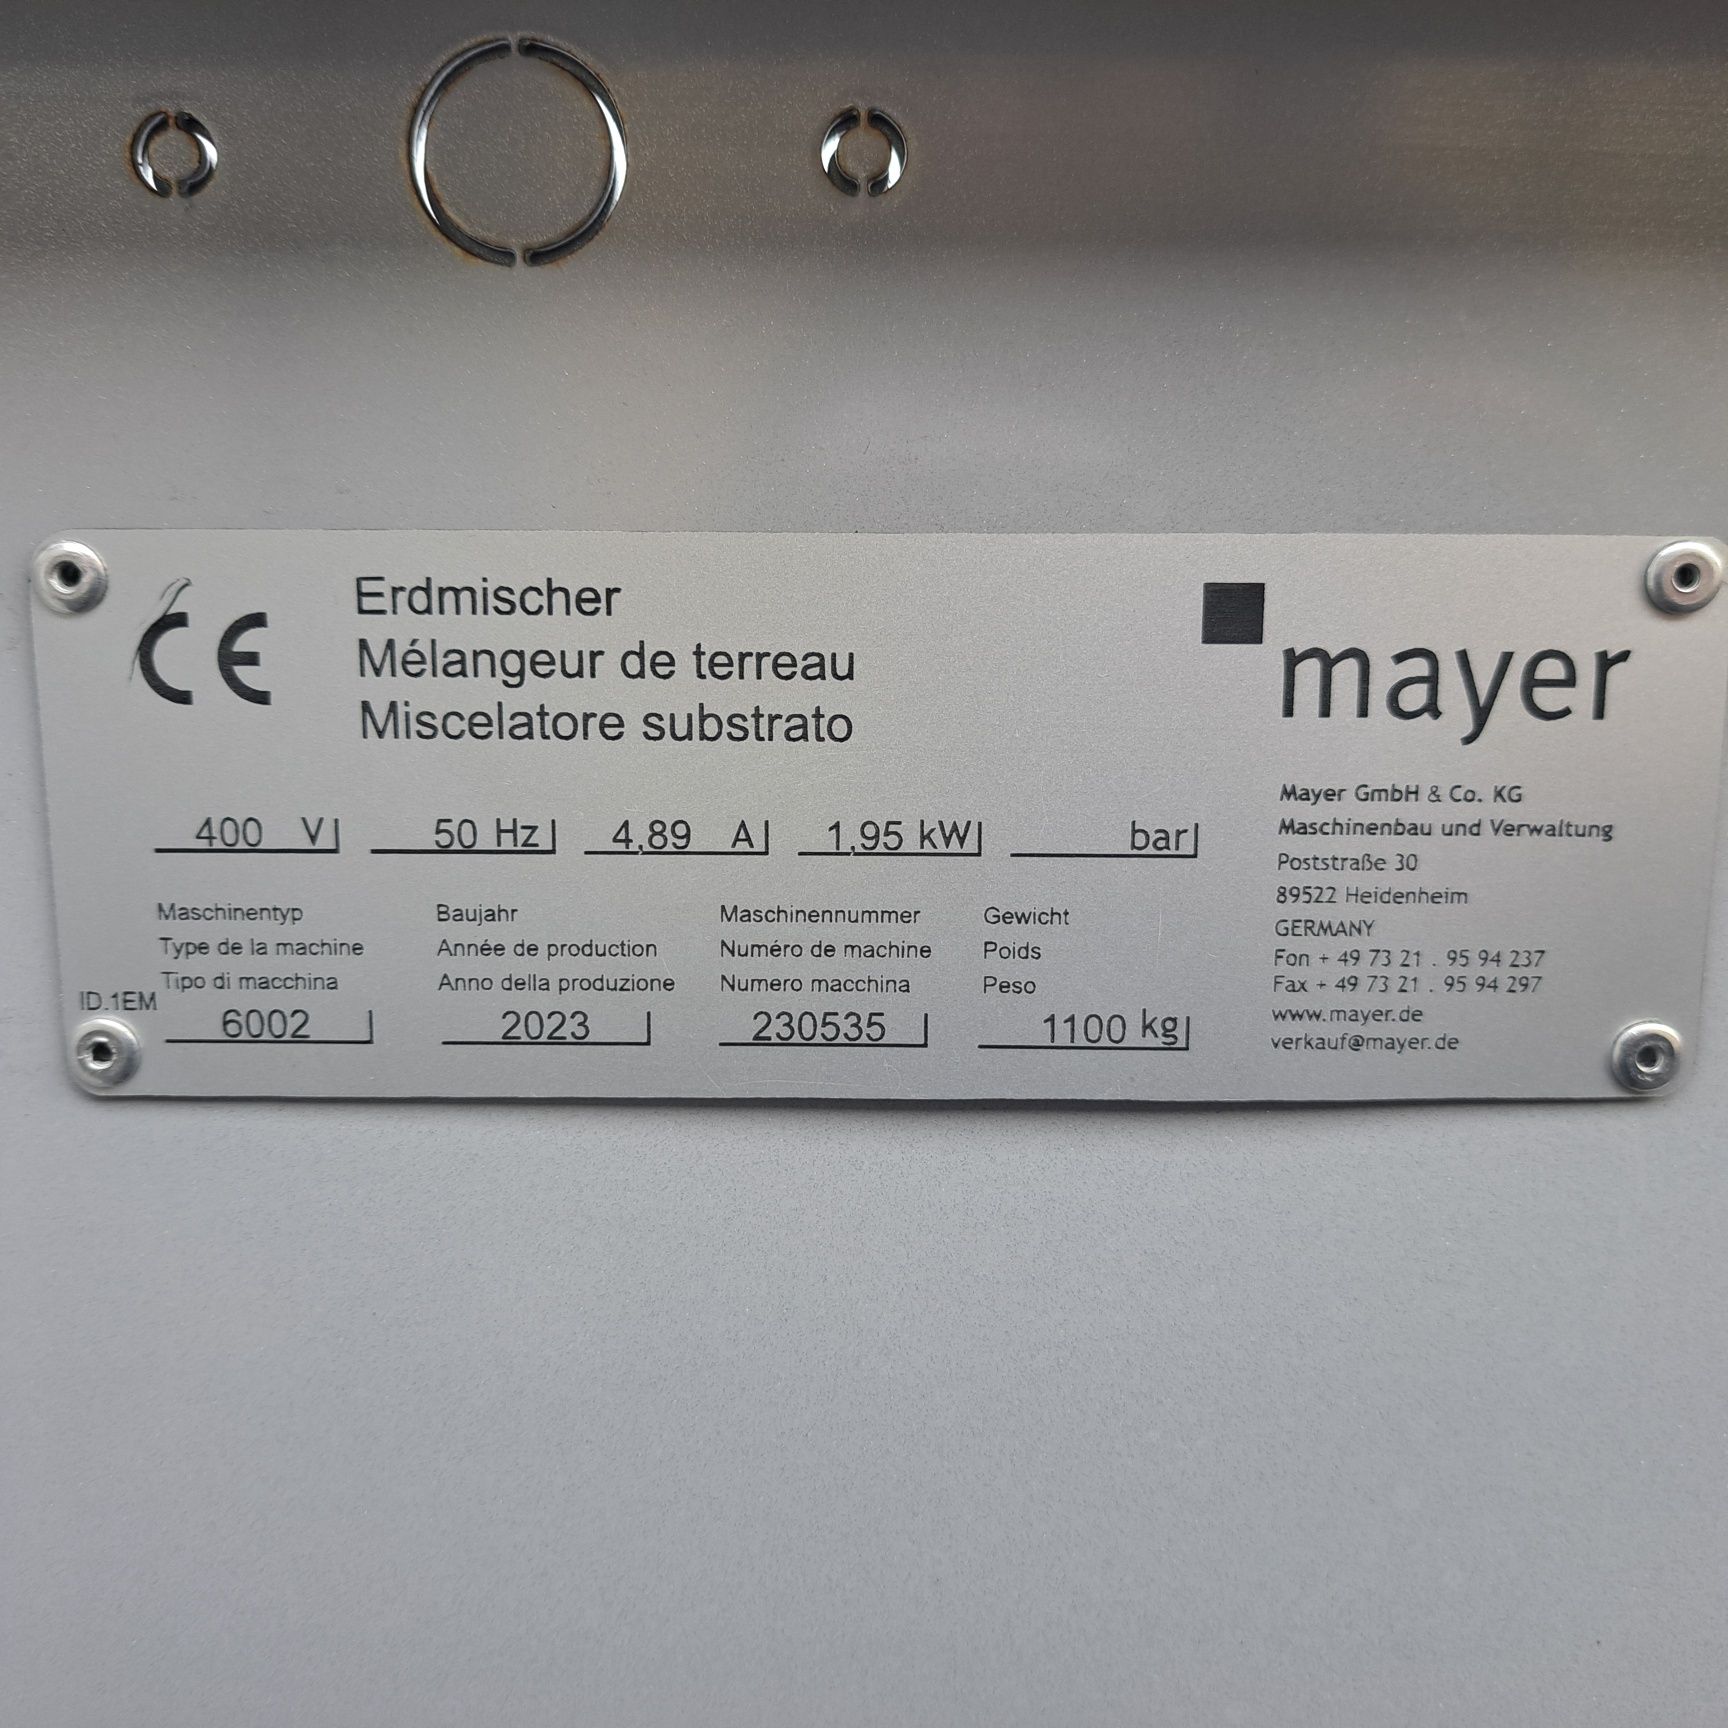 CE
Erdmischer
Mélangeur de terreau
Miscelatore substrato
mayer
400 V 50 Hz 4,89 A 1,95 kW bar
Maschinentyp Baujahr Maschinennummer Gewicht
Type de la machine Année de production Numéro de machine Poids
Tipo di macchina Anno della produzione Numero macchina Peso
ID.1EM
6002 2023 230535 1100 kg
Mayer GmbH & Co. KG
Maschinenbau und Verwaltung
Poststraße 30
89522 Heidenheim
GERMANY
Fon + 49 73 21 . 95 94 237
Fax + 49 73 21 . 95 94 297
www.mayer.de
verkauf@mayer.de